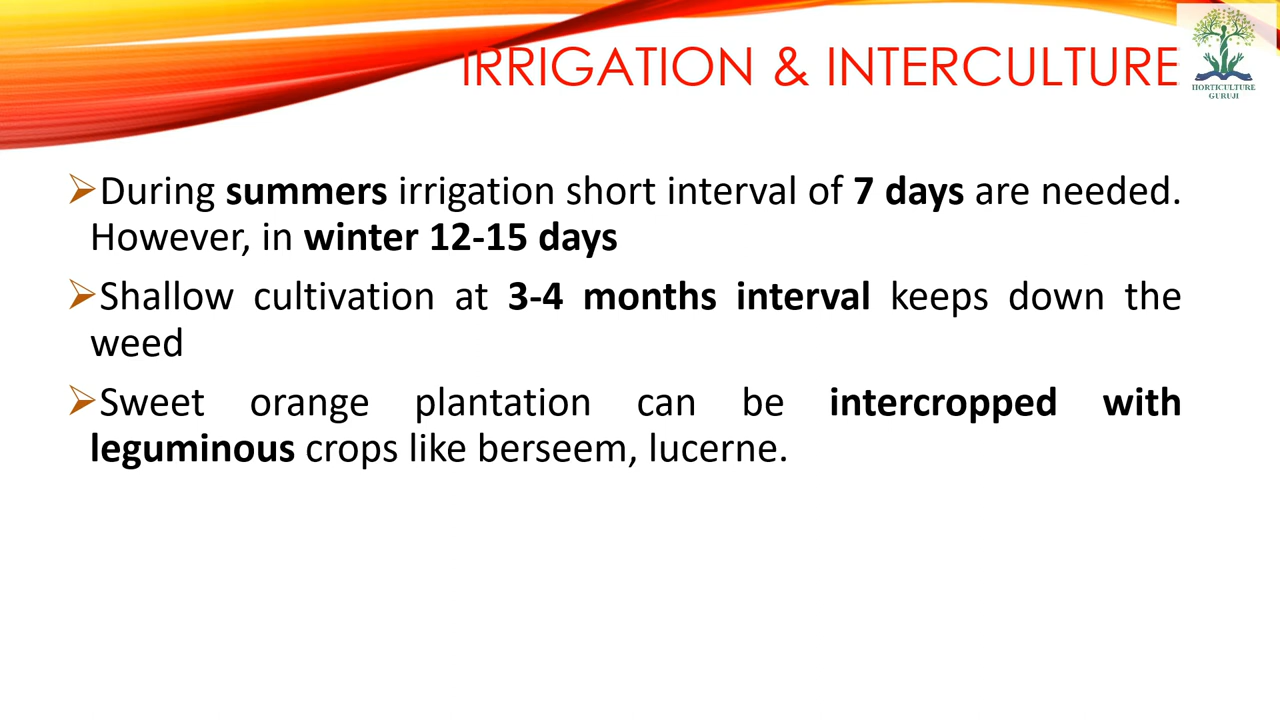 IRRIGATION & INTERCULTURE
HORTICULTURE
GURUJI
➢During summers irrigation short interval of 7 days are needed.
However, in winter 12-15 days
➢Shallow cultivation at 3-4 months interval keeps down the
weed
➢Sweet orange plantation can be intercropped with
leguminous crops like berseem, lucerne.